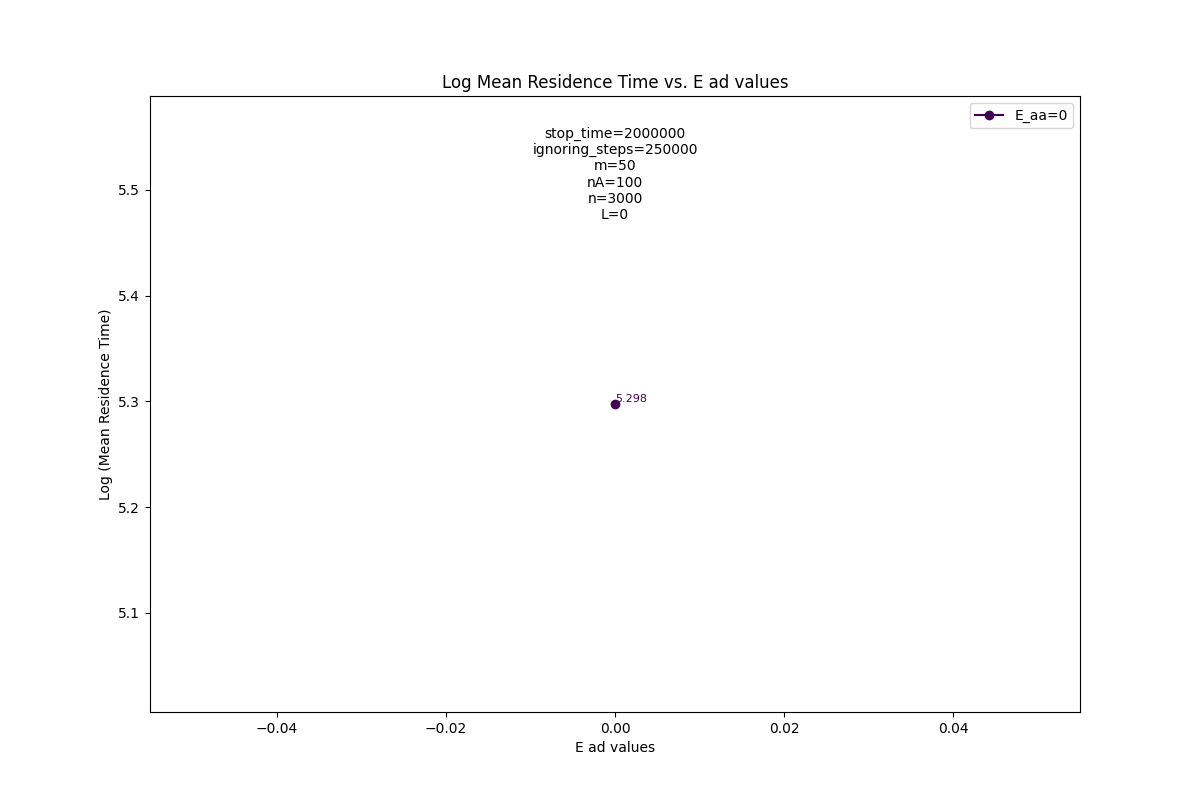 Log Mean Residence Time vs. E ad values
E_aa=0
stop_time=2000000
ignoring_steps=250000
m=50
nA=100
n=3000
L=0
5.5
5.4
5.3
5.2
5.1
Log (Mean Residence Time)
5.298
−0.04
−0.02
0.00
0.02
0.04
E ad values